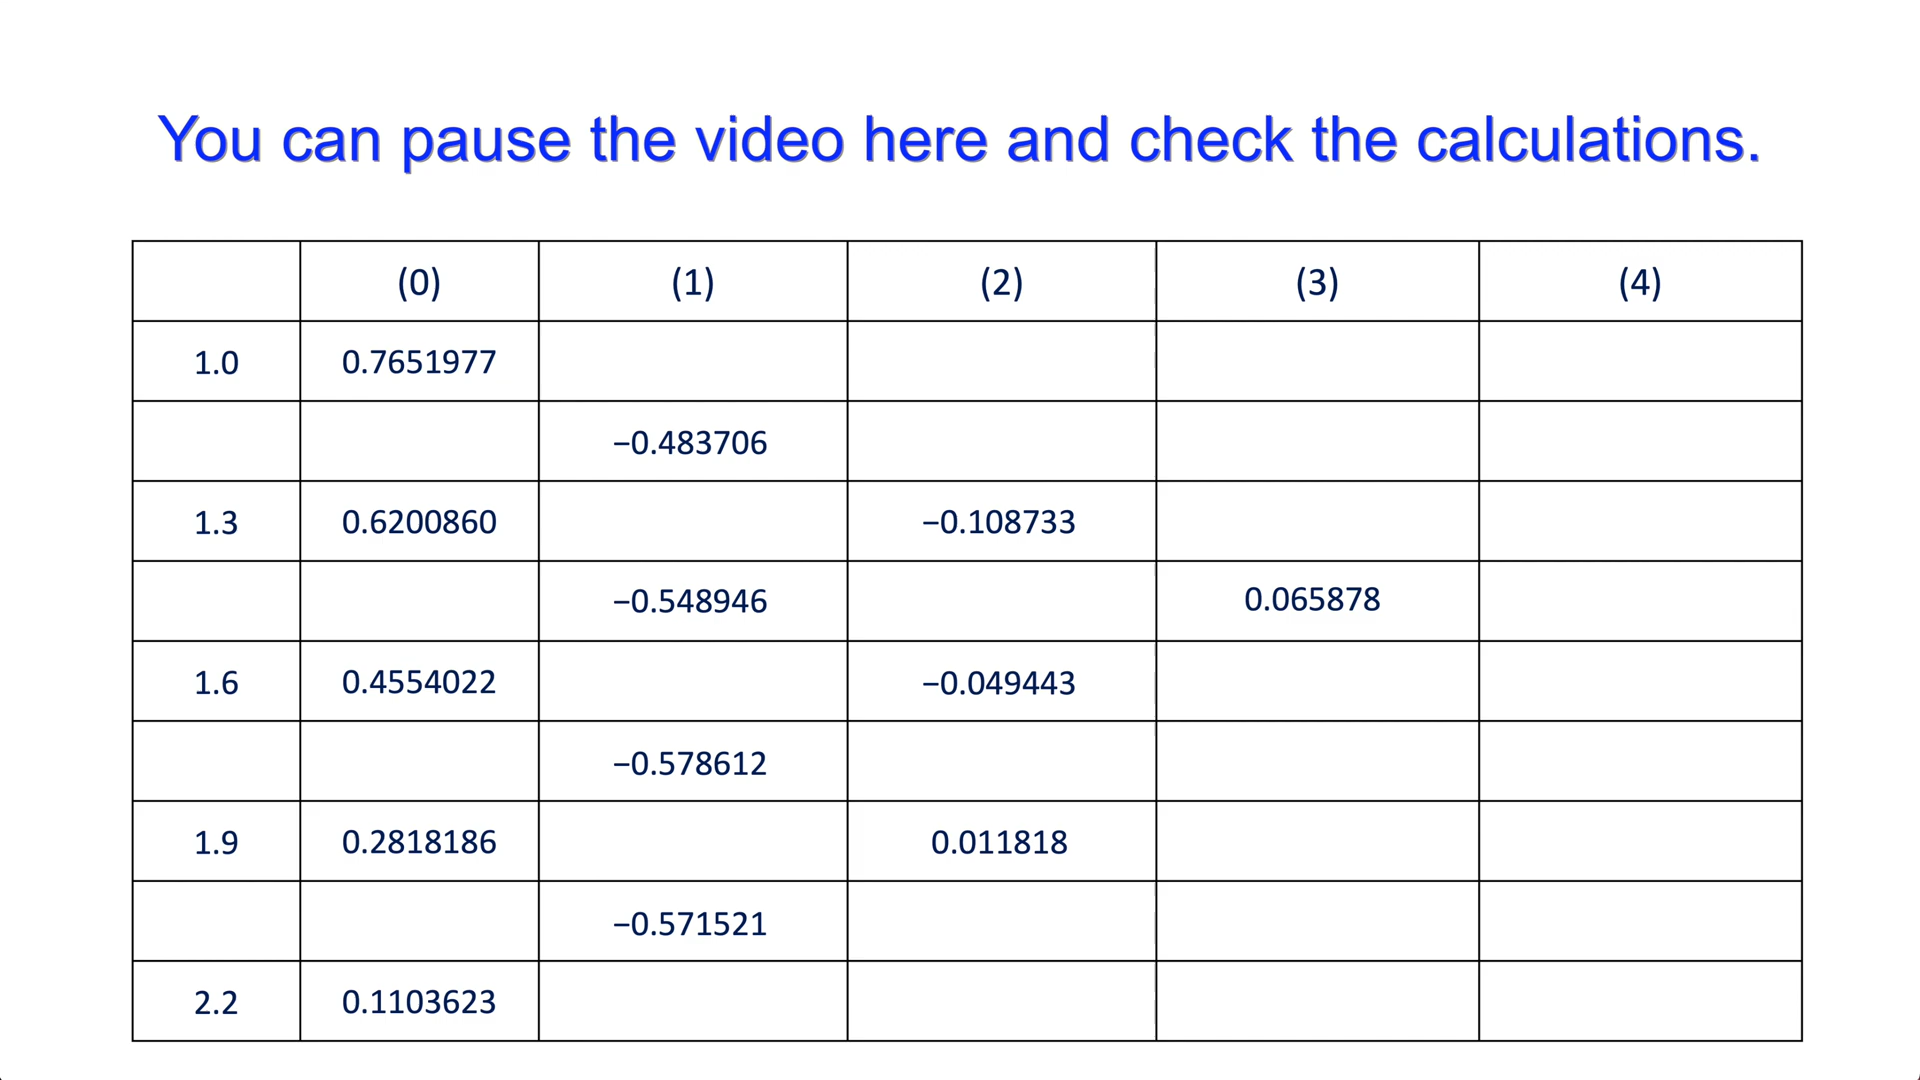 You can pause the video here and check the calculations.
(0) (1) (2) (3) (4)
1.0 0.7651977
−0.483706
1.3 0.6200860 −0.108733
−0.548946 0.065878
1.6 0.4554022 −0.049443
−0.578612
1.9 0.2818186 0.011818
−0.571521
2.2 0.1103623